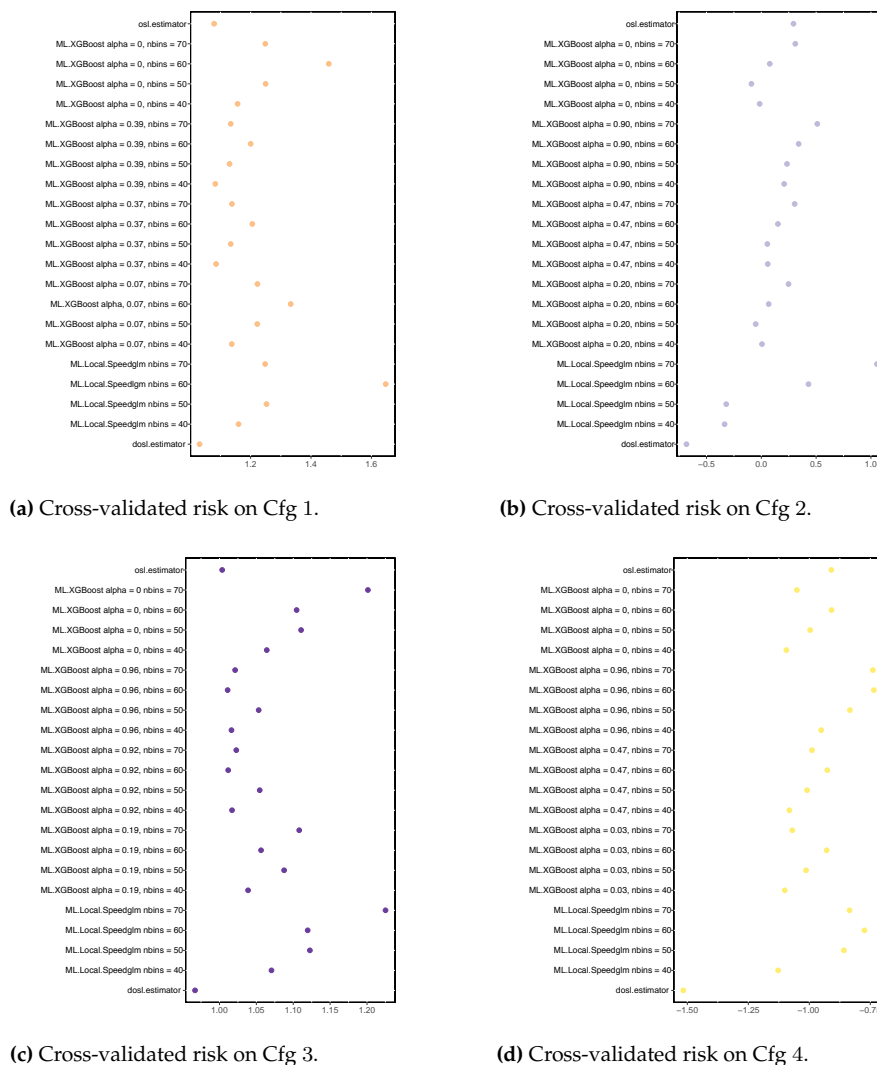 osl.estimator
ML.XGBoost alpha = 0, nbins = 70
ML.XGBoost alpha = 0, nbins = 60
ML.XGBoost alpha = 0, nbins = 50
ML.XGBoost alpha = 0, nbins = 40
ML.XGBoost alpha = 0.39, nbins = 70
ML.XGBoost alpha = 0.39, nbins = 60
ML.XGBoost alpha = 0.39, nbins = 50
ML.XGBoost alpha = 0.39, nbins = 40
ML.XGBoost alpha = 0.37, nbins = 70
ML.XGBoost alpha = 0.37, nbins = 60
ML.XGBoost alpha = 0.37, nbins = 50
ML.XGBoost alpha = 0.37, nbins = 40
ML.XGBoost alpha = 0.07, nbins = 70
ML.XGBoost alpha, 0.07, nbins = 60
ML.XGBoost alpha = 0.07, nbins = 50
ML.XGBoost alpha = 0.07, nbins = 40
ML.Local.Speedglm nbins = 70
ML.Local.Speedglm nbins = 60
ML.Local.Speedglm nbins = 50
ML.Local.Speedglm nbins = 40
dosl.estimator
1.2 1.4 1.6
(a) Cross-validated risk on Cfg 1.
osl.estimator
ML.XGBoost alpha = 0, nbins = 70
ML.XGBoost alpha = 0, nbins = 60
ML.XGBoost alpha = 0, nbins = 50
ML.XGBoost alpha = 0, nbins = 40
ML.XGBoost alpha = 0.90, nbins = 70
ML.XGBoost alpha = 0.90, nbins = 60
ML.XGBoost alpha = 0.90, nbins = 50
ML.XGBoost alpha = 0.90, nbins = 40
ML.XGBoost alpha = 0.47, nbins = 70
ML.XGBoost alpha = 0.47, nbins = 60
ML.XGBoost alpha = 0.47, nbins = 50
ML.XGBoost alpha = 0.47, nbins = 40
ML.XGBoost alpha = 0.20, nbins = 70
ML.XGBoost alpha = 0.20, nbins = 60
ML.XGBoost alpha = 0.20, nbins = 50
ML.XGBoost alpha = 0.20, nbins = 40
ML.Local.Speedglm nbins = 70
ML.Local.Speedglm nbins = 60
ML.Local.Speedglm nbins = 50
ML.Local.Speedglm nbins = 40
dosl.estimator
−0.5 0.0 0.5 1.0
(b) Cross-validated risk on Cfg 2.
osl.estimator
ML.XGBoost alpha = 0 nbins = 70
ML.XGBoost alpha = 0, nbins = 60
ML.XGBoost alpha = 0, nbins = 50
ML.XGBoost alpha = 0, nbins = 40
ML.XGBoost alpha = 0.96, nbins = 70
ML.XGBoost alpha = 0.96, nbins = 60
ML.XGBoost alpha = 0.96, nbins = 50
ML.XGBoost alpha = 0.96, nbins = 40
ML.XGBoost alpha = 0.92, nbins = 70
ML.XGBoost alpha = 0.92, nbins = 60
ML.XGBoost alpha = 0.92, nbins = 50
ML.XGBoost alpha = 0.92, nbins = 40
ML.XGBoost alpha = 0.19, nbins = 70
ML.XGBoost alpha = 0.19, nbins = 60
ML.XGBoost alpha = 0.19, nbins = 50
ML.XGBoost alpha = 0.19, nbins = 40
ML.Local.Speedglm nbins = 70
ML.Local.Speedglm nbins = 60
ML.Local.Speedglm nbins = 50
ML.Local.Speedglm nbins = 40
dosl.estimator
1.00 1.05 1.10 1.15 1.20
(c) Cross-validated risk on Cfg 3.
osl.estimator
ML.XGBoost alpha = 0, nbins = 70
ML.XGBoost alpha = 0, nbins = 60
ML.XGBoost alpha = 0, nbins = 50
ML.XGBoost alpha = 0, nbins = 40
ML.XGBoost alpha = 0.96, nbins = 70
ML.XGBoost alpha = 0.96, nbins = 60
ML.XGBoost alpha = 0.96, nbins = 50
ML.XGBoost alpha = 0.96, nbins = 40
ML.XGBoost alpha = 0.47, nbins = 70
ML.XGBoost alpha = 0.47, nbins = 60
ML.XGBoost alpha = 0.47, nbins = 50
ML.XGBoost alpha = 0.47, nbins = 40
ML.XGBoost alpha = 0.03, nbins = 70
ML.XGBoost alpha = 0.03, nbins = 60
ML.XGBoost alpha = 0.03, nbins = 50
ML.XGBoost alpha = 0.03, nbins = 40
ML.Local.Speedglm nbins = 70
ML.Local.Speedglm nbins = 60
ML.Local.Speedglm nbins = 50
ML.Local.Speedglm nbins = 40
dosl.estimator
−1.50 −1.25 −1.00 −0.75
(d) Cross-validated risk on Cfg 4.